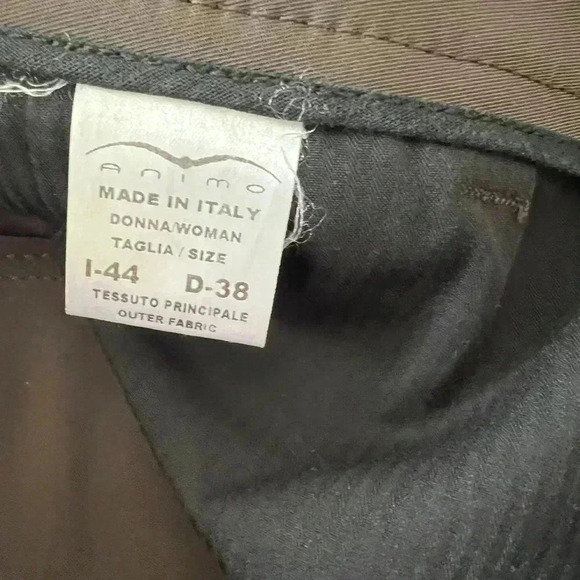 Animo
MADE IN ITALY
DONNA/WOMAN
TAGLIA / SIZE
I-44 D-38
TESSUTO PRINCIPALE
OUTER FABRIC